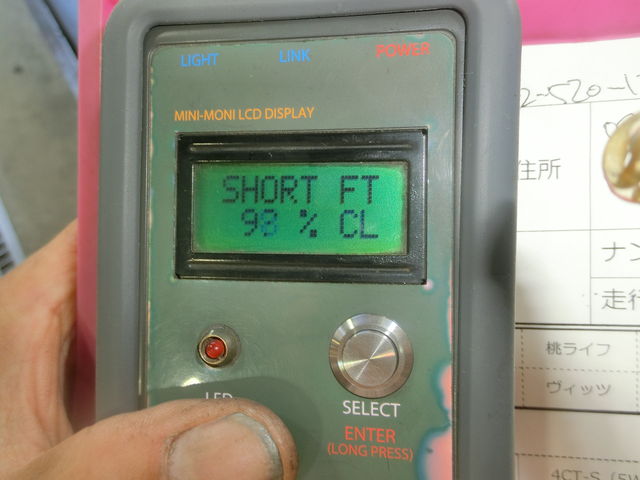 LIGHT LINK POWER
MINI-MONI LCD DISPLAY
SHORT FT
98 % CL
SELECT
ENTER
(LONG PRESS)
住所
ナン
走行
桃ライフ
ヴィッツ